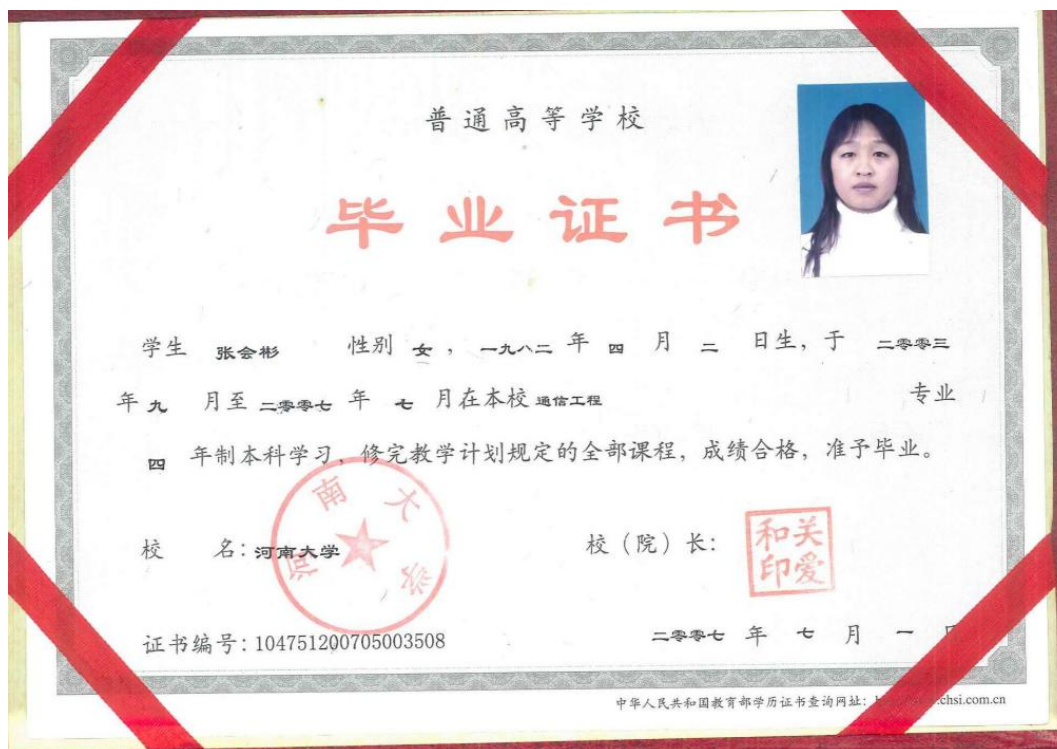 普通高等学校
毕业证书
学生 张会彬 性别 女，一九八二 年 四 月 二 日生，于 二零零三
年 九 月至 二零零七 年 七 月在本校 通信工程 专业
四 年制本科学习，修完教学计划规定的全部课程，成绩合格，准予毕业。
校 名：河南大学 校（院）长：
河南大学
关爱和印
证书编号：104751200705003508 二零零七 年 七 月 一
中华人民共和国教育部学历证书查询网址： chsi.com.cn